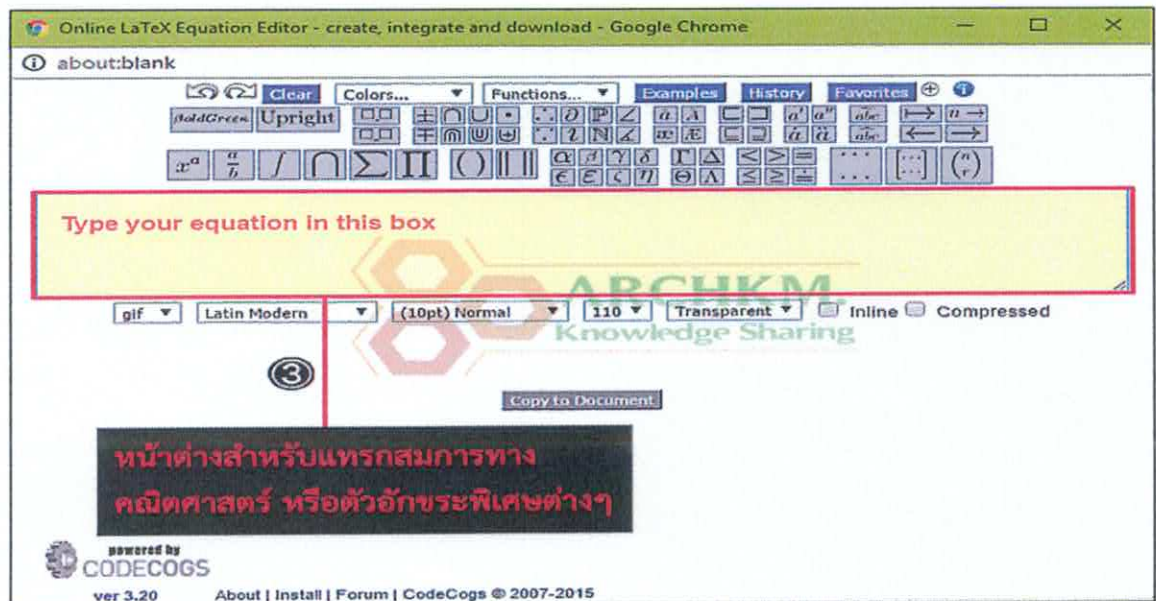 Online LaTeX Equation Editor - create, integrate and download - Google Chrome
about:blank
Clear Colors... Functions... Examples History Favorites
Upright
Type your equation in this box
ARCHKM.
gif Latin Modern (10pt) Normal 110 Transparent Inline Compressed
Knowledge Sharing
3
Copy to Document
หน้าต่างสำหรับแทรกสมการทาง
คณิตศาสตร์ หรือตัวอักขระพิเศษต่างๆ
powered by
CODECOGS
ver 3.20 About | Install | Forum | CodeCogs © 2007-2015